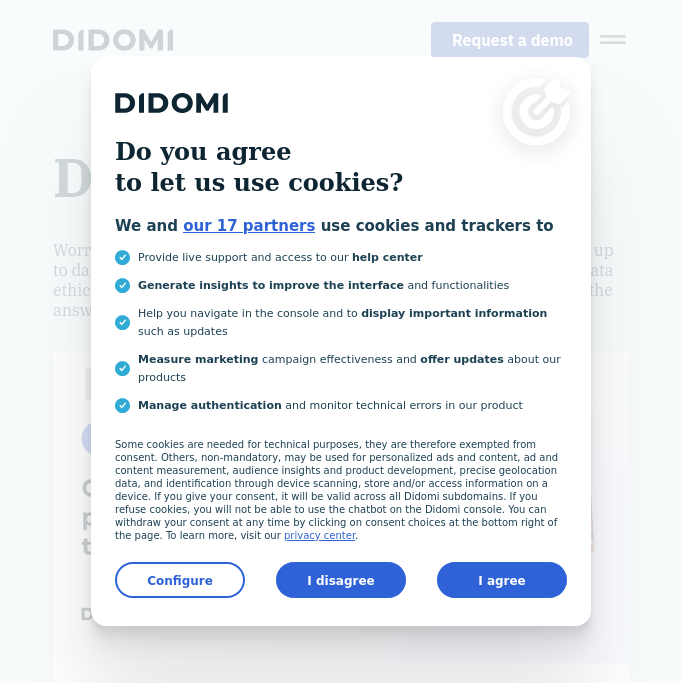 DIDOMI
Request a demo
DIDOMI
Do you agree
to let us use cookies?
We and our 17 partners use cookies and trackers to
Provide live support and access to our help center
Generate insights to improve the interface and functionalities
Help you navigate in the console and to display important information
such as updates
Measure marketing campaign effectiveness and offer updates about our
products
Manage authentication and monitor technical errors in our product
Some cookies are needed for technical purposes, they are therefore exempted from
consent. Others, non-mandatory, may be used for personalized ads and content, ad and
content measurement, audience insights and product development, precise geolocation
data, and identification through device scanning, store and/or access information on a
device. If you give your consent, it will be valid across all Didomi subdomains. If you
refuse cookies, you will not be able to use the chatbot on the Didomi console. You can
withdraw your consent at any time by clicking on consent choices at the bottom right of
the page. To learn more, visit our privacy center.
Configure
I disagree
I agree
up
to da
the